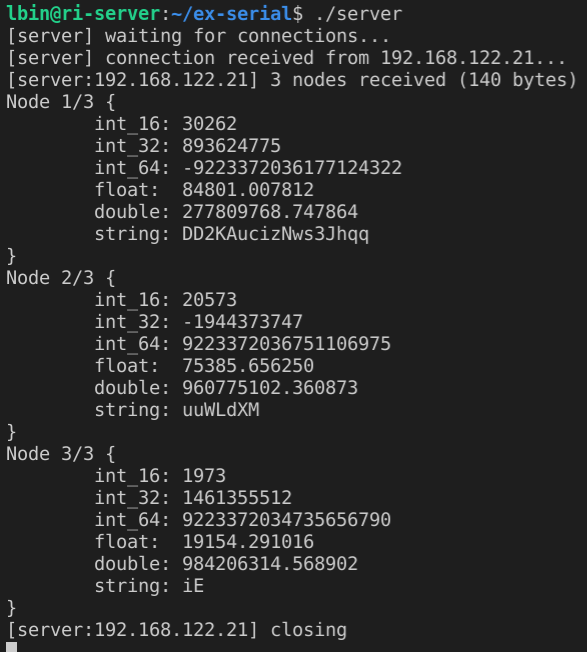 lbin@ri-server:~/ex-serial$ ./server
[server] waiting for connections...
[server] connection received from 192.168.122.21...
[server:192.168.122.21] 3 nodes received (140 bytes)
Node 1/3 {
        int_16: 30262
        int_32: 893624775
        int_64: -9223372036177124322
        float:  84801.007812
        double: 277809768.747864
        string: DD2KAucizNws3Jhqq
}
Node 2/3 {
        int_16: 20573
        int_32: -1944373747
        int_64: 9223372036751106975
        float:  75385.656250
        double: 960775102.360873
        string: uuWLdXM
}
Node 3/3 {
        int_16: 1973
        int_32: 1461355512
        int_64: 9223372034735656790
        float:  19154.291016
        double: 984206314.568902
        string: iE
}
[server:192.168.122.21] closing